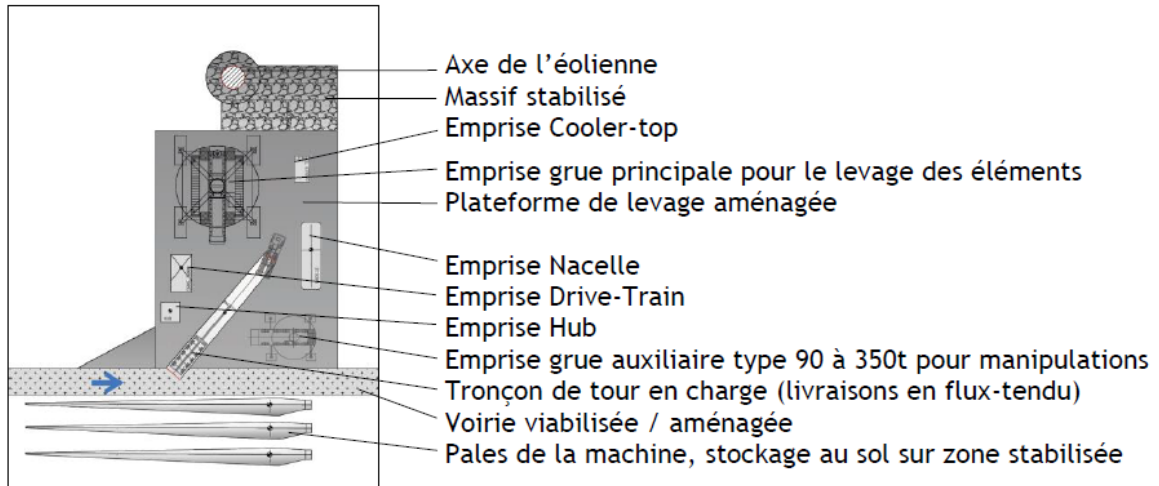 Axe de l’éolienne
Massif stabilisé
Emprise Cooler-top
Emprise grue principale pour le levage des éléments
Plateforme de levage aménagée
Emprise Nacelle
Emprise Drive-Train
Emprise Hub
Emprise grue auxiliaire type 90 à 350t pour manipulations
Tronçon de tour en charge (livraisons en flux-tendu)
Voirie viabilisée / aménagée
Pales de la machine, stockage au sol sur zone stabilisée